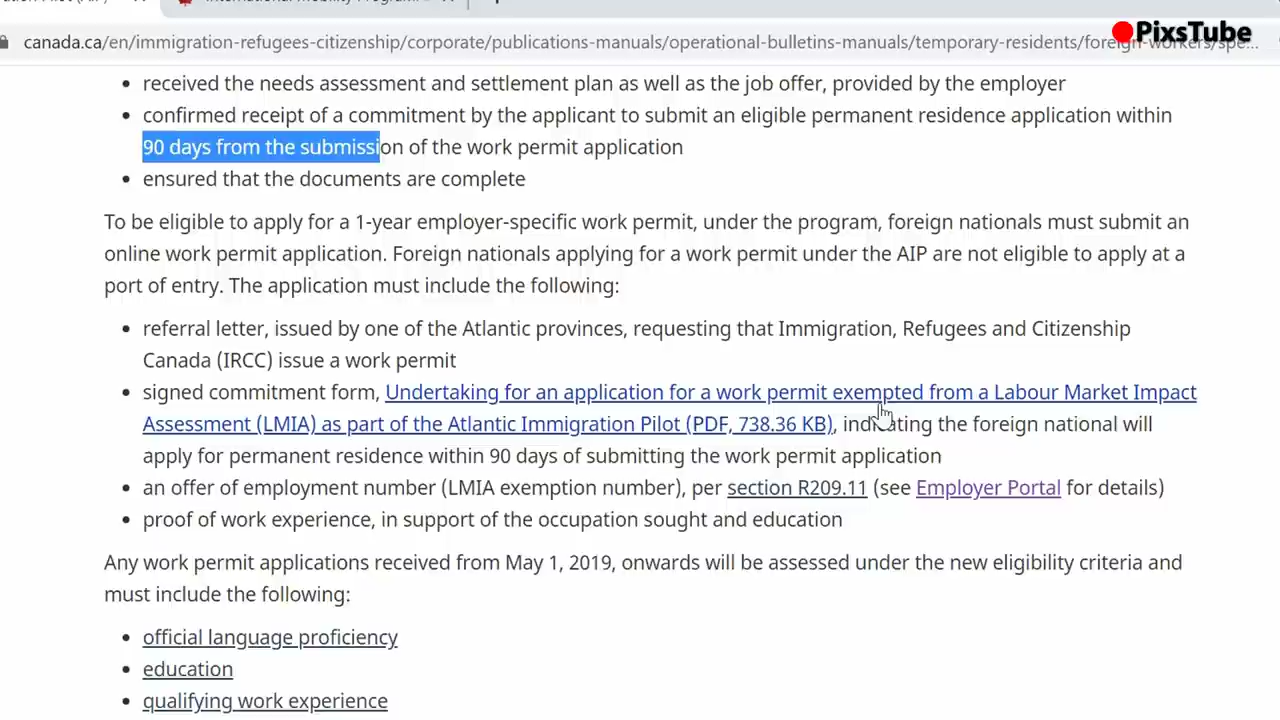 PixsTube
canada.ca/en/immigration-refugees-citizenship/corporate/publications-manuals/operational-bulletins-manuals/temporary-residents/foreign-workers/spe...
received the needs assessment and settlement plan as well as the job offer, provided by the employer
confirmed receipt of a commitment by the applicant to submit an eligible permanent residence application within
90 days from the submission of the work permit application
ensured that the documents are complete
To be eligible to apply for a 1-year employer-specific work permit, under the program, foreign nationals must submit an
online work permit application. Foreign nationals applying for a work permit under the AIP are not eligible to apply at a
port of entry. The application must include the following:
referral letter, issued by one of the Atlantic provinces, requesting that Immigration, Refugees and Citizenship
Canada (IRCC) issue a work permit
signed commitment form, Undertaking for an application for a work permit exempted from a Labour Market Impact
Assessment (LMIA) as part of the Atlantic Immigration Pilot (PDF, 738.36 KB), indicating the foreign national will
apply for permanent residence within 90 days of submitting the work permit application
an offer of employment number (LMIA exemption number), per section R209.11 (see Employer Portal for details)
proof of work experience, in support of the occupation sought and education
Any work permit applications received from May 1, 2019, onwards will be assessed under the new eligibility criteria and
must include the following:
official language proficiency
education
qualifying work experience